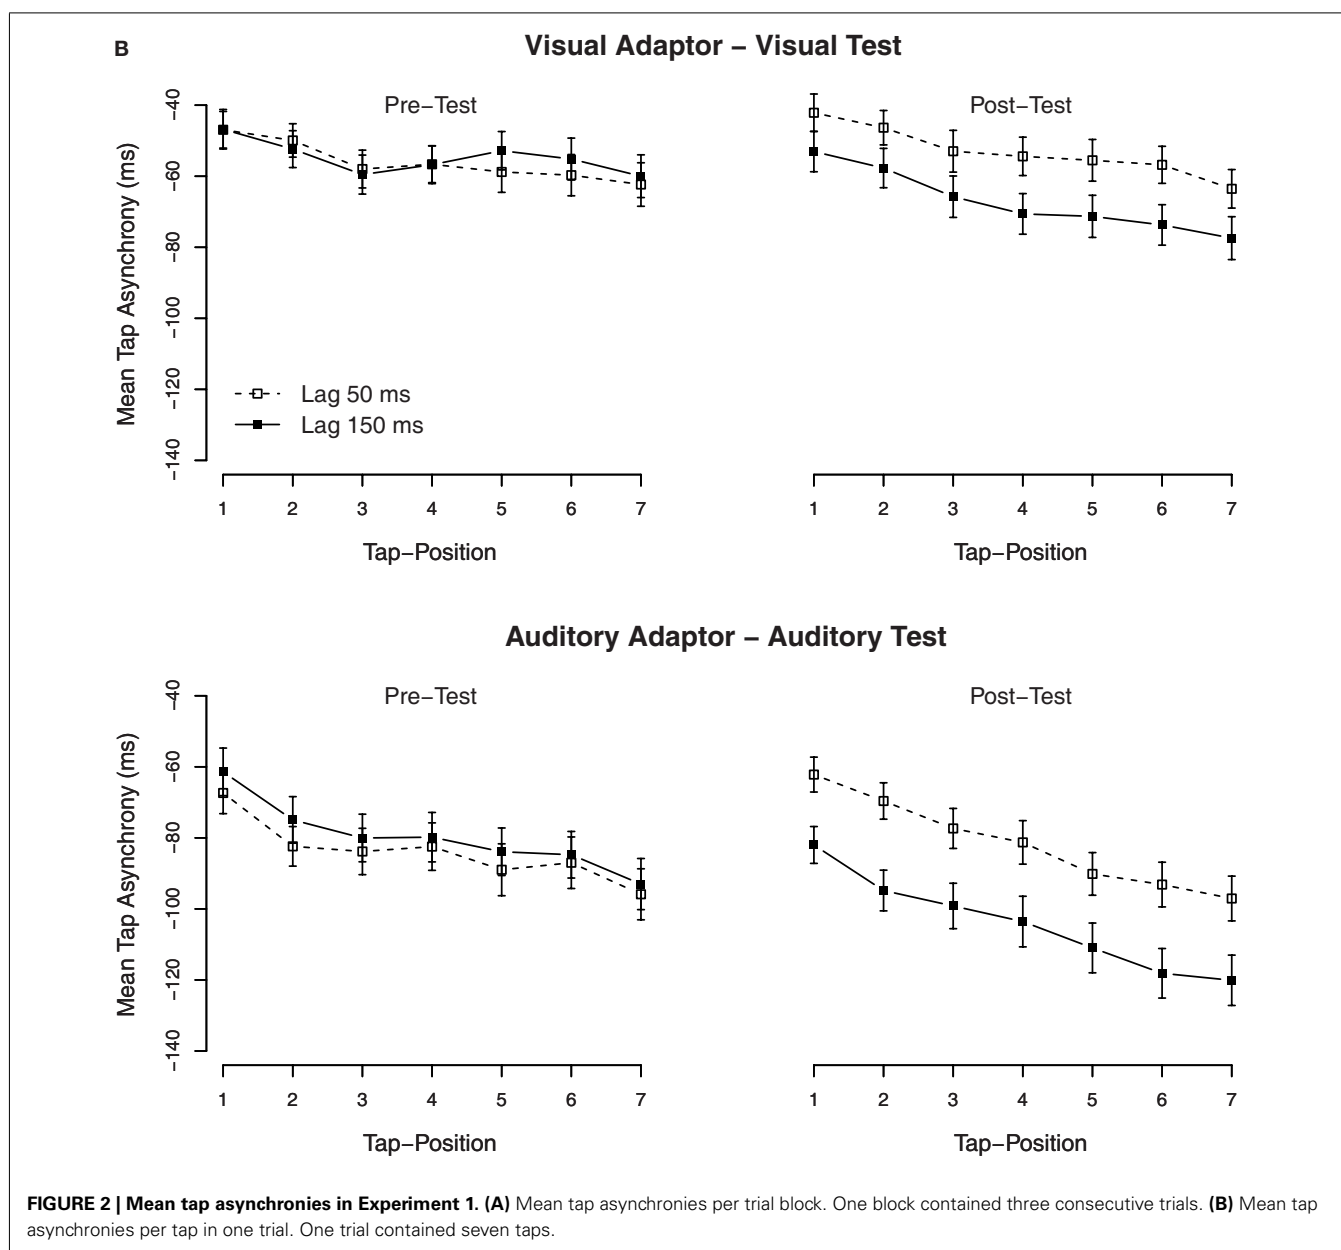 B
Visual Adaptor – Visual Test
Pre–Test
Post–Test
Mean Tap Asynchrony (ms)
-40
-60
-80
-100
-120
-140
Lag 50 ms
Lag 150 ms
1 2 3 4 5 6 7
1 2 3 4 5 6 7
Tap–Position
Tap–Position
Auditory Adaptor – Auditory Test
Pre–Test
Post–Test
Mean Tap Asynchrony (ms)
-40
-60
-80
-100
-120
-140
1 2 3 4 5 6 7
1 2 3 4 5 6 7
Tap–Position
Tap–Position
FIGURE 2 | Mean tap asynchronies in Experiment 1. (A) Mean tap asynchronies per trial block. One block contained three consecutive trials. (B) Mean tap
asynchronies per tap in one trial. One trial contained seven taps.